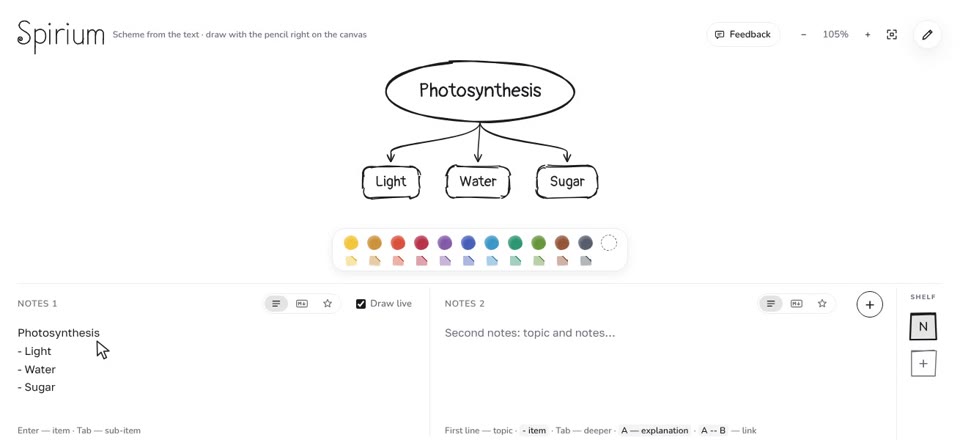 Spirium
Scheme from the text · draw with the pencil right on the canvas
Feedback
− 105% +
Photosynthesis
Light Water Sugar
NOTES 1
Draw live
Photosynthesis
- Light
- Water
- Sugar
Enter — item · Tab — sub-item
NOTES 2
Second notes: topic and notes...
First line — topic · - item · Tab — deeper · A — explanation · A -- B — link
SHELF
N
+